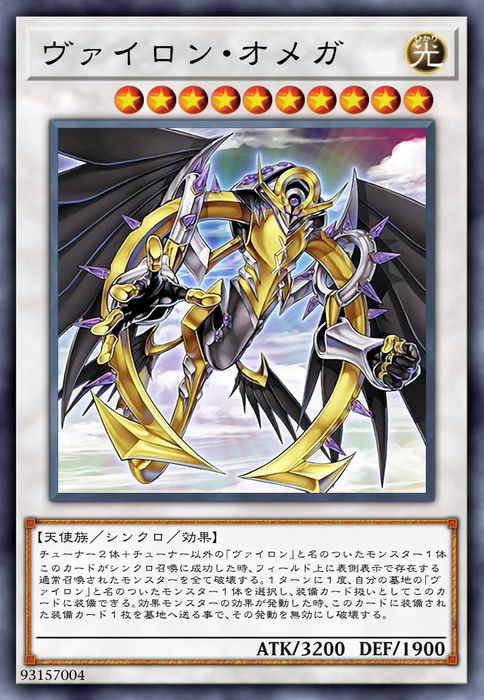 ヴァイロン・オメガ
ひかり
光
【天使族／シンクロ／効果】
チューナー２体＋チューナー以外の「ヴァイロン」と名のついたモンスター１体
このカードがシンクロ召喚に成功した時、フィールド上に表側表示で存在する
通常召喚されたモンスターを全て破壊する。１ターンに１度、自分の墓地の「ヴ
ァイロン」と名のついたモンスター１体を選択し、装備カード扱いとしてこのカ
ードに装備できる。効果モンスターの効果が発動した時、このカードに装備され
た装備カード１枚を墓地へ送る事で、その発動を無効にし破壊する。
ATK/3200 DEF/1900
93157004